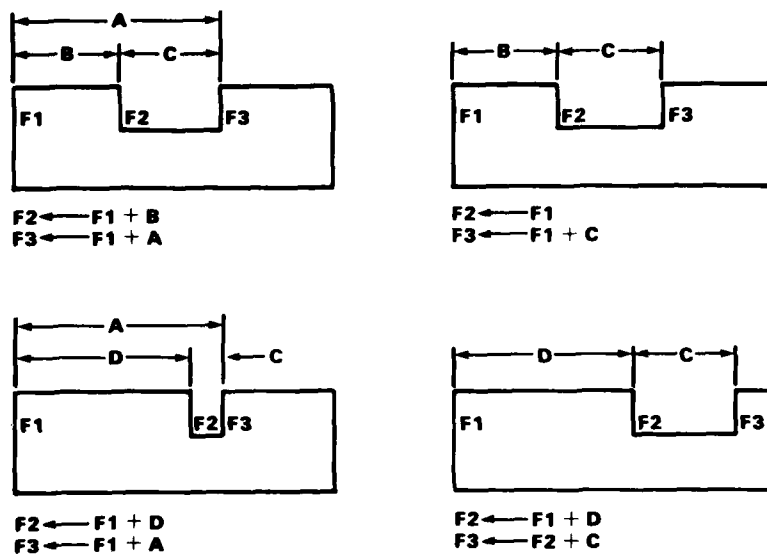 A
B C
F1 F2 F3
F2 ← F1 + B
F3 ← F1 + A
B C
F1 F2 F3
F2 ← F1
F3 ← F1 + C
A
D C
F1 F2 F3
F2 ← F1 + D
F3 ← F1 + A
D C
F1 F2 F3
F2 ← F1 + D
F3 ← F2 + C